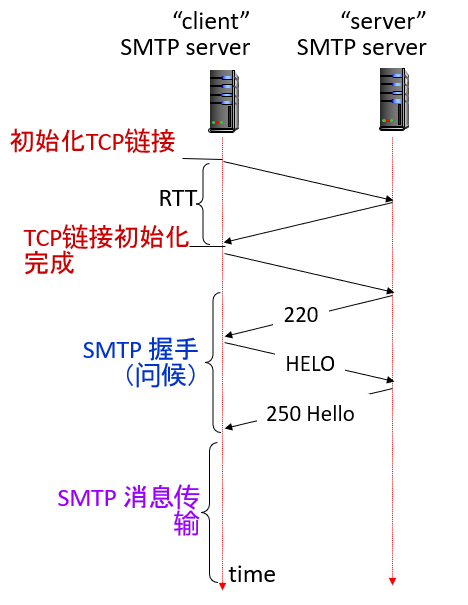 “client”
SMTP server
“server”
SMTP server
初始化TCP链接
RTT
TCP链接初始化
完成
220
SMTP 握手
（问候）
HELO
250 Hello
SMTP 消息传
输
time